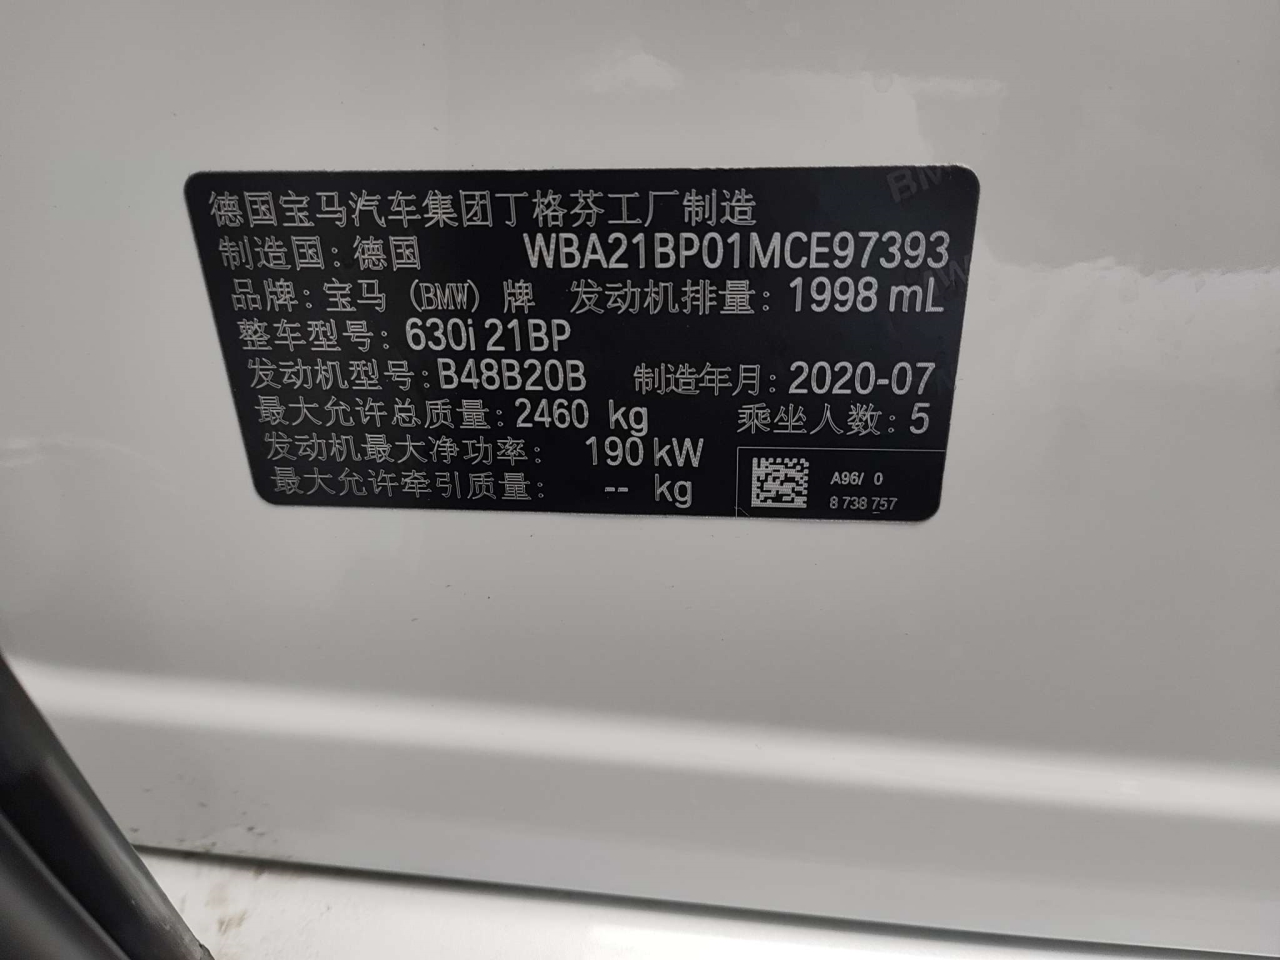 德国宝马汽车集团丁格芬工厂制造
制造国：德国 WBA21BP01MCE97393
品牌：宝马（BMW）牌 发动机排量：1998 mL
整车型号：630i 21BP
发动机型号：B48B20B 制造年月：2020-07
最大允许总质量：2460 kg 乘坐人数：5
发动机最大净功率： 190 kW
最大允许牵引质量： -- kg
A96/ 0
8 738 757
BMW
BMW